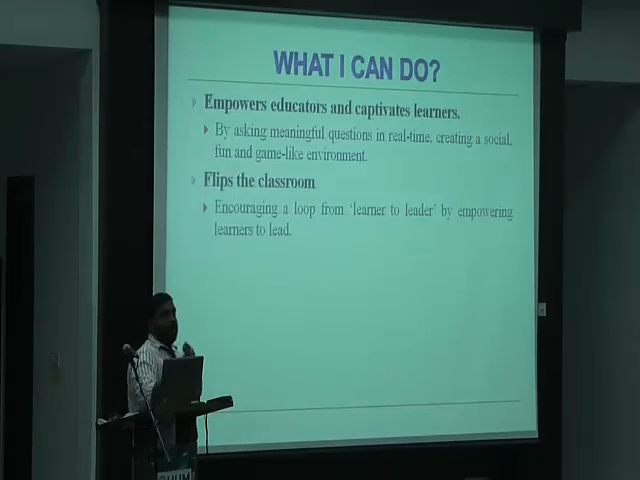 WHAT I CAN DO?
Empowers educators and captivates learners.
By asking meaningful questions in real-time, creating a social,
fun and game-like environment.
Flips the classroom.
Encouraging a loop from 'learner to leader' by empowering
learners to lead.